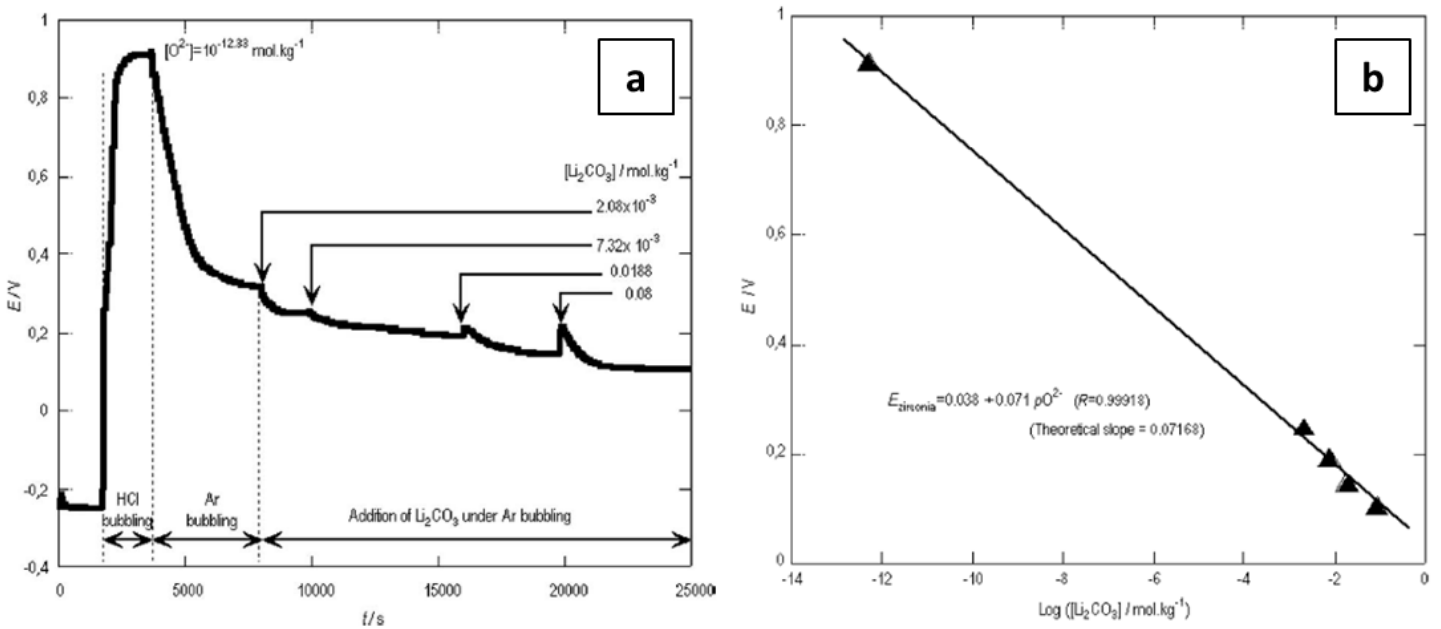 a
[O²⁻]=10⁻¹²·³³ mol.kg⁻¹
[Li₂CO₃] / mol.kg⁻¹
2.08x10⁻³
7.32x 10⁻³
0.0188
0.08
HCl
bubbling
Ar
bubbling
Addition of Li₂CO₃ under Ar bubbling
1
0,8
0,6
0,4
0,2
0
-0,2
-0,4
E / V
0
5000
10000
15000
20000
25000
t / s
b
E_zirconia=0.038 +0.071 pO²⁻ (R=0.99918)
(Theoretical slope = 0.07168)
1
0,8
0,6
0,4
0,2
0
E / V
-14
-12
-10
-8
-6
-4
-2
0
Log ([Li₂CO₃] / mol.kg⁻¹)